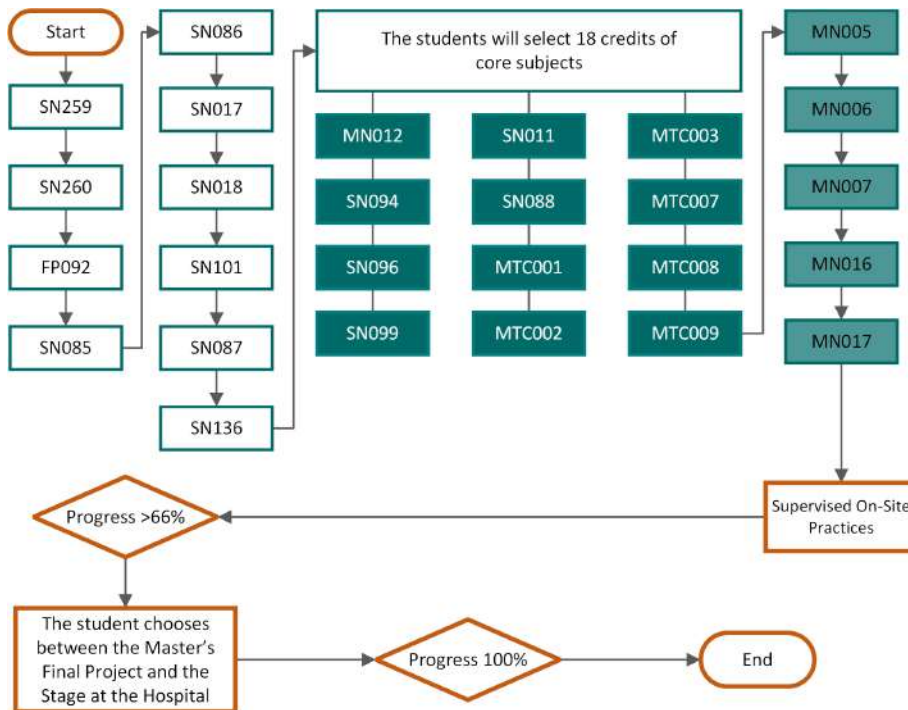 Start
SN259
SN260
FP092
SN085
SN086
SN017
SN018
SN101
SN087
SN136
The students will select 18 credits of
core subjects
MN012
SN094
SN096
SN099
SN011
SN088
MTC001
MTC002
MTC003
MTC007
MTC008
MTC009
MN005
MN006
MN007
MN016
MN017
Supervised On-Site
Practices
Progress >66%
The student chooses
between the Master's
Final Project and the
Stage at the Hospital
Progress 100%
End